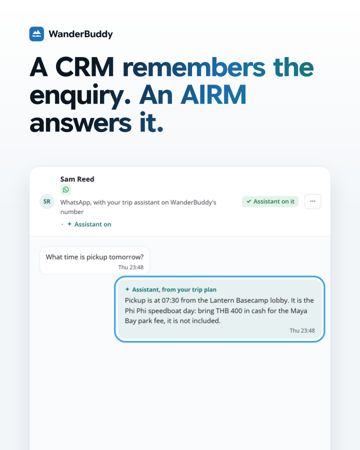 WanderBuddy
A CRM remembers the
enquiry. An AIRM
answers it.
Sam Reed
SR
WhatsApp, with your trip assistant on WanderBuddy's
number
· ✦ Assistant on
✓ Assistant on it
···
What time is pickup tomorrow?
Thu 23:48
✦ Assistant, from your trip plan
Pickup is at 07:30 from the Lantern Basecamp lobby. It is the
Phi Phi speedboat day: bring THB 400 in cash for the Maya
Bay park fee, it is not included.
Thu 23:48